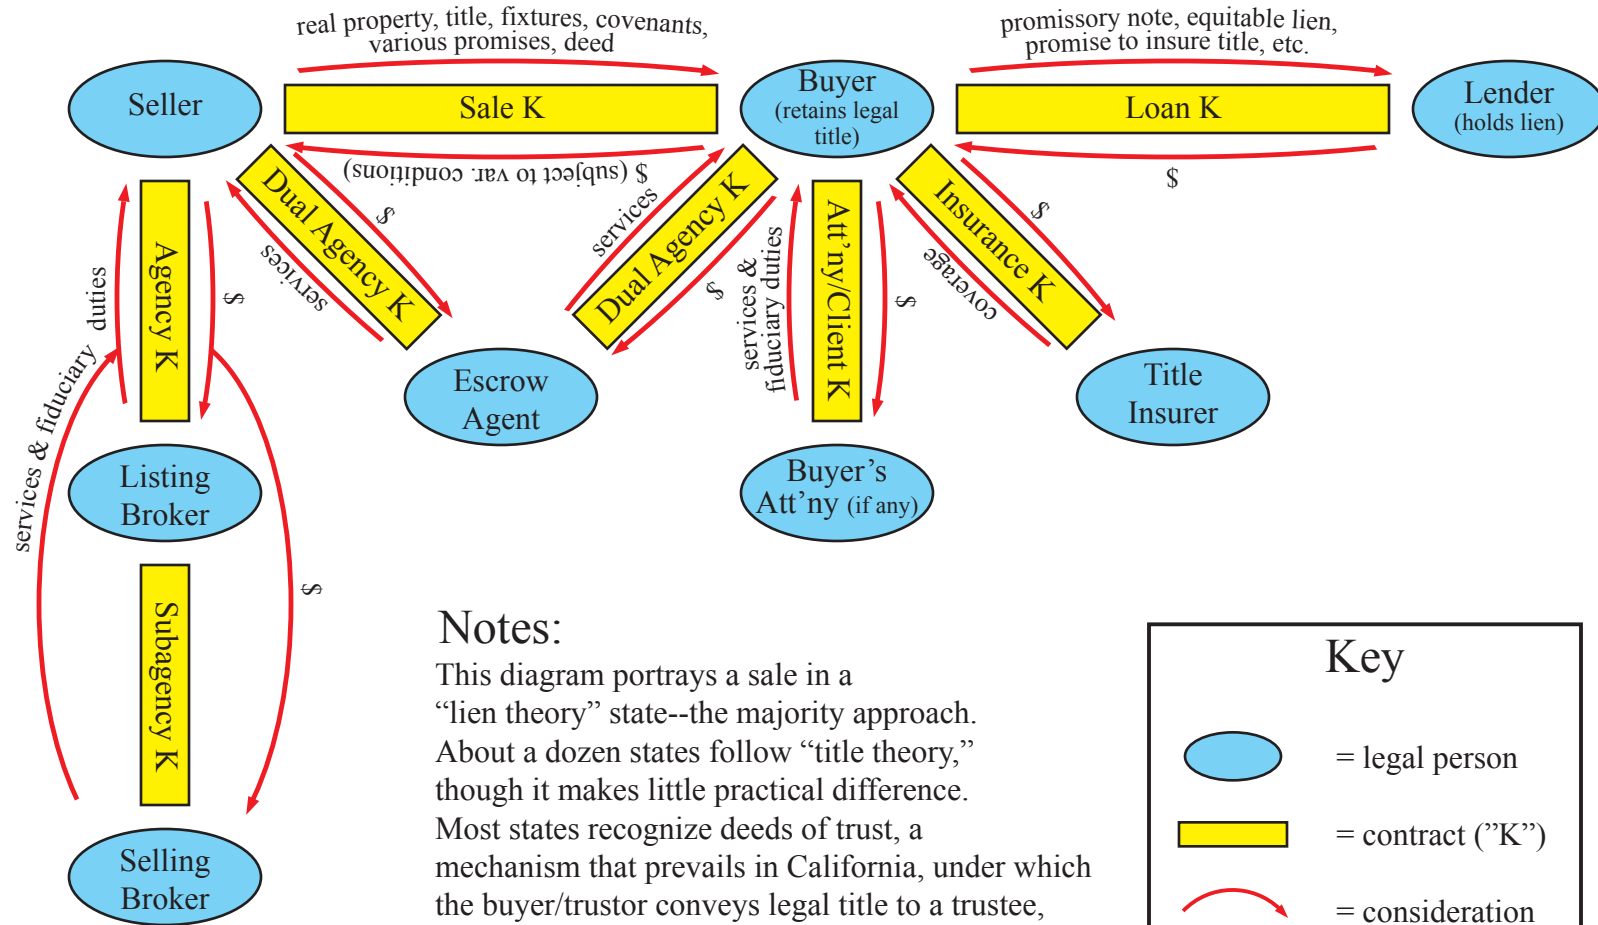 real property, title, fixtures, covenants,
various promises, deed
promissory note, equitable lien,
promise to insure title, etc.
Seller
Sale K
Buyer
(retains legal
title)
Loan K
Lender
(holds lien)
$ (subject to var. conditions)
$
Dual Agency K
$
services
services
Dual Agency K
$
services &
fiduciary duties
Att'ny/Client K
$
Insurance K
$
coverage
services & fiduciary duties
Agency K
$
Escrow
Agent
Title
Insurer
Listing
Broker
Buyer's
Att'ny (if any)
$
Subagency K
Selling
Broker
Notes:
This diagram portrays a sale in a
“lien theory” state--the majority approach.
About a dozen states follow “title theory,”
though it makes little practical difference.
Most states recognize deeds of trust, a
mechanism that prevails in California, under which
the buyer/trustor conveys legal title to a trustee,
Key
= legal person
= contract (”K”)
= consideration